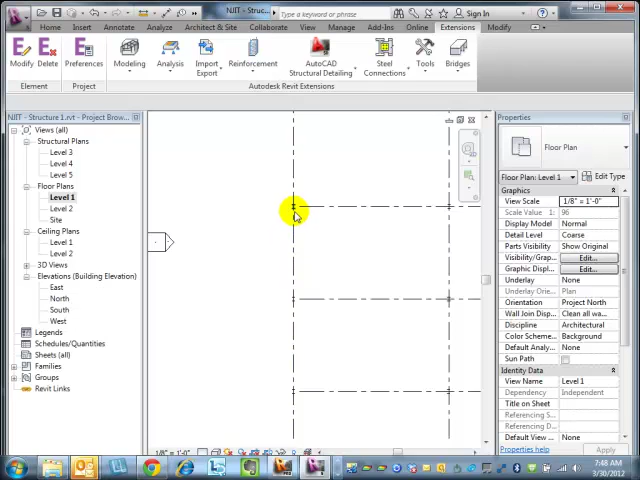 NJIT - Struc...
Type a keyword or phrase
Sign In
Home Insert Annotate Analyze Architect & Site Collaborate View Manage Add-Ins Online Extensions Modify
Modify Delete Preferences Modeling Analysis Import Export Reinforcement AutoCAD Structural Detailing Steel Connections Tools Bridges
Element Project Autodesk Revit Extensions
NJIT - Structure 1.rvt - Project Brows...
Views (all)
Structural Plans
Level 3
Level 4
Level 5
Floor Plans
Level 1
Level 2
Site
Ceiling Plans
Level 1
Level 2
3D Views
Elevations (Building Elevation)
East
North
South
West
Legends
Schedules/Quantities
Sheets (all)
Families
Groups
Revit Links
1/8" = 1'-0"
Properties
Floor Plan
Floor Plan: Level 1 Edit Type
Graphics
View Scale 1/8" = 1'-0"
Scale Value 1: 96
Display Model Normal
Detail Level Coarse
Parts Visibility Show Original
Visibility/Grap... Edit...
Graphic Displ... Edit...
Underlay None
Underlay Orie... Plan
Orientation Project North
Wall Join Disp... Clean all wa...
Discipline Architectural
Color Scheme... Background
Default Analy... None
Sun Path
Identity Data
View Name Level 1
Dependency Independent
Title on Sheet
Referencing S...
Referencing D...
Default View... None
Properties help Apply
7:48 AM
3/30/2012